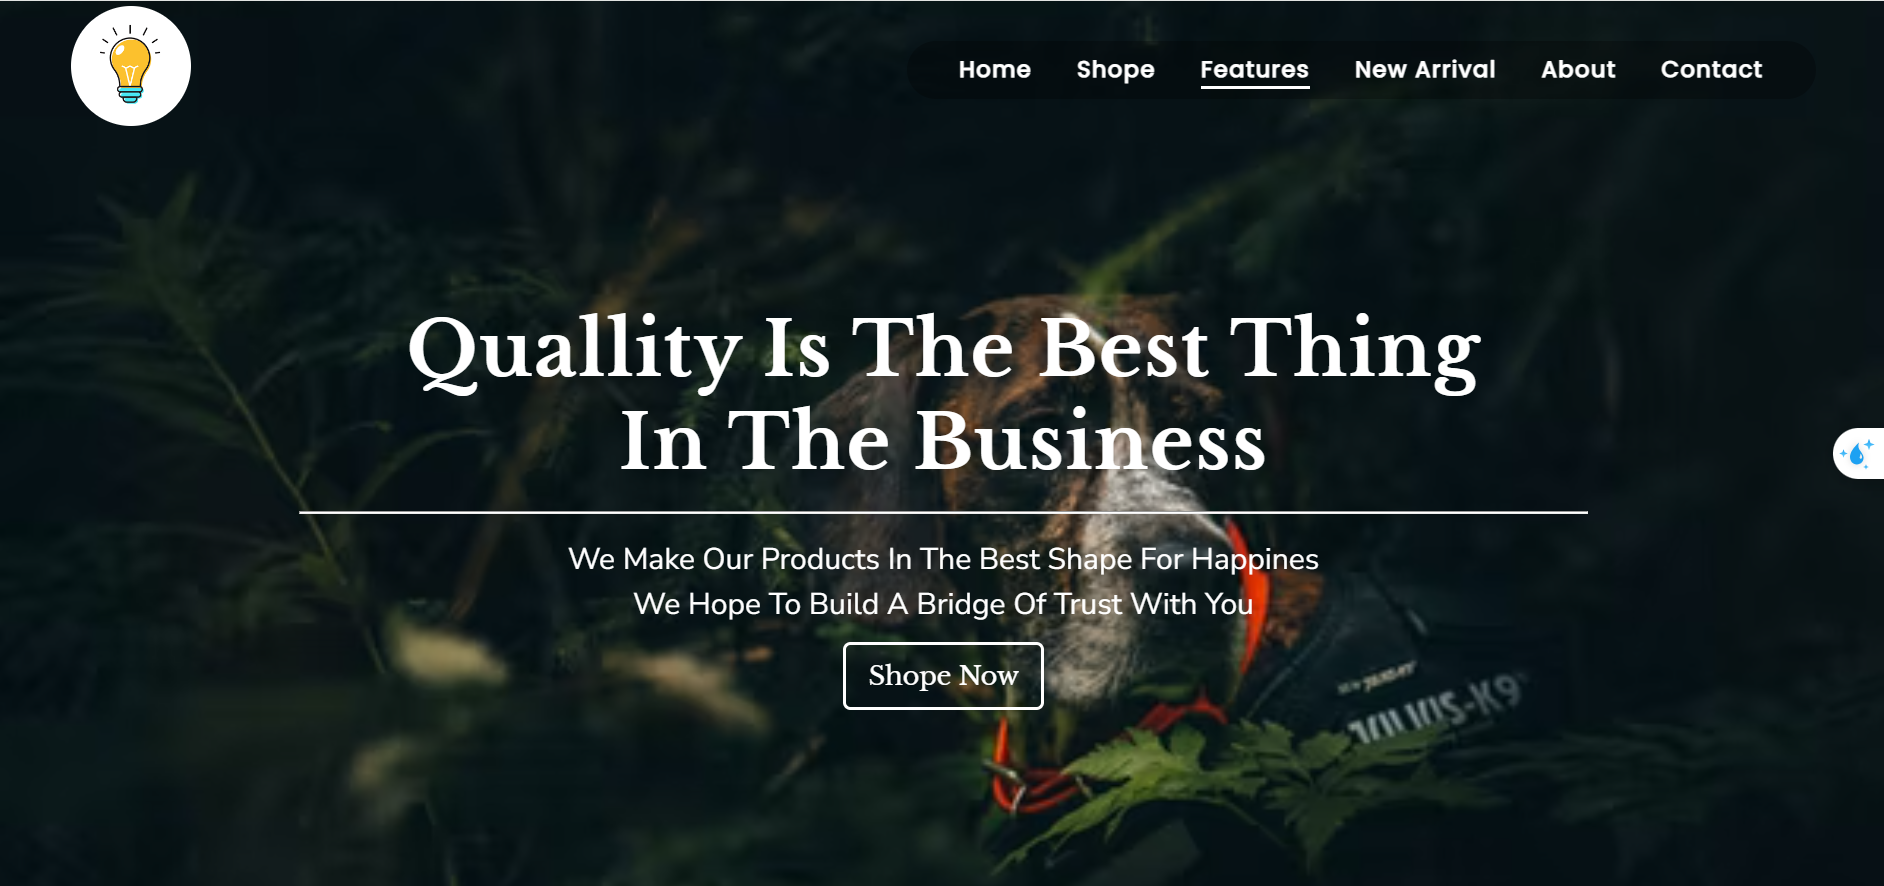 Home Shope Features New Arrival About Contact
Quallity Is The Best Thing
In The Business
We Make Our Products In The Best Shape For Happines
We Hope To Build A Bridge Of Trust With You
Shope Now
JULIUS-K9